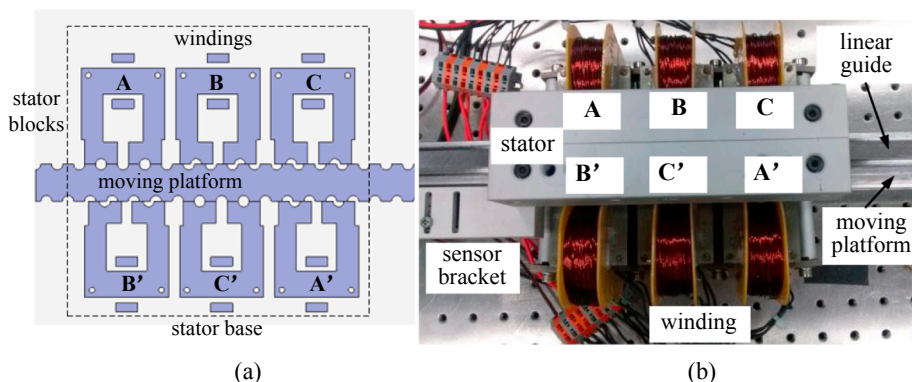 windings
A B C
stator
blocks
moving platform
B’ C’ A’
stator base
(a)
linear
guide
A B C
stator
B’ C’ A’
moving
platform
sensor
bracket
winding
(b)